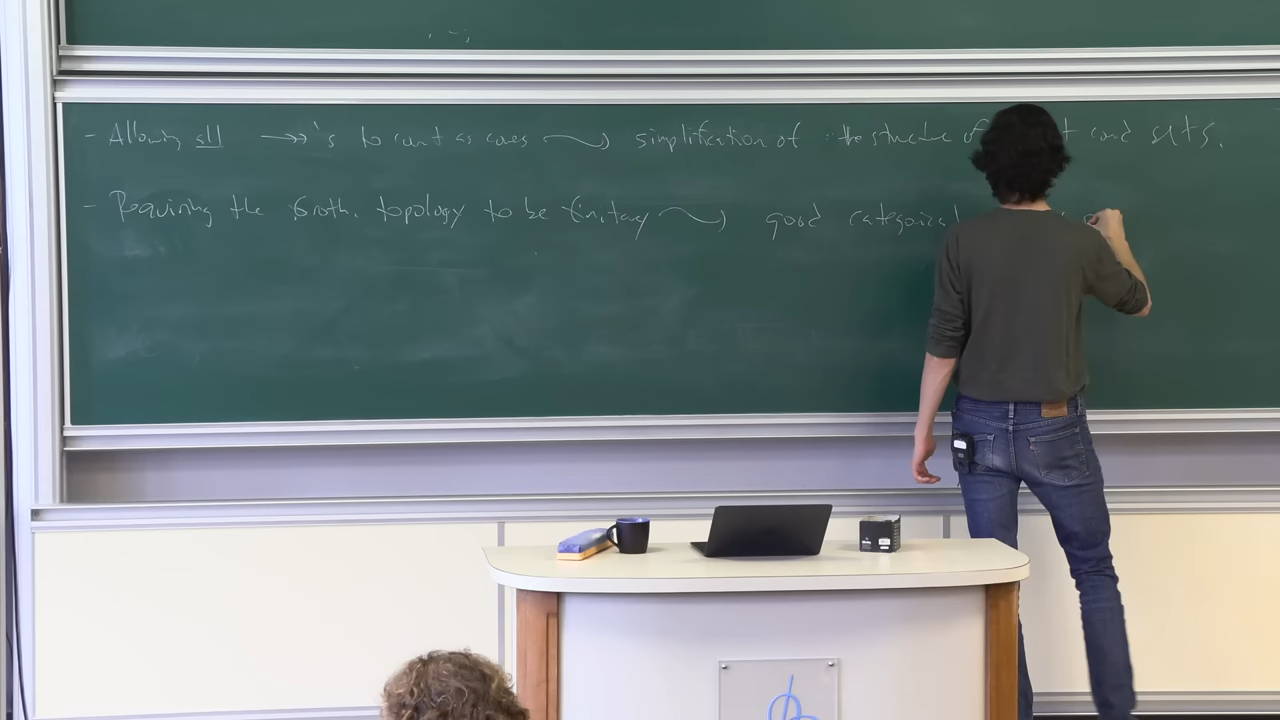 - Allowing all ↠'s to count as covers ⤳ simplification of the structure of cond sets.
- Requiring the Groth. topology to be finitary ⤳ good categorical